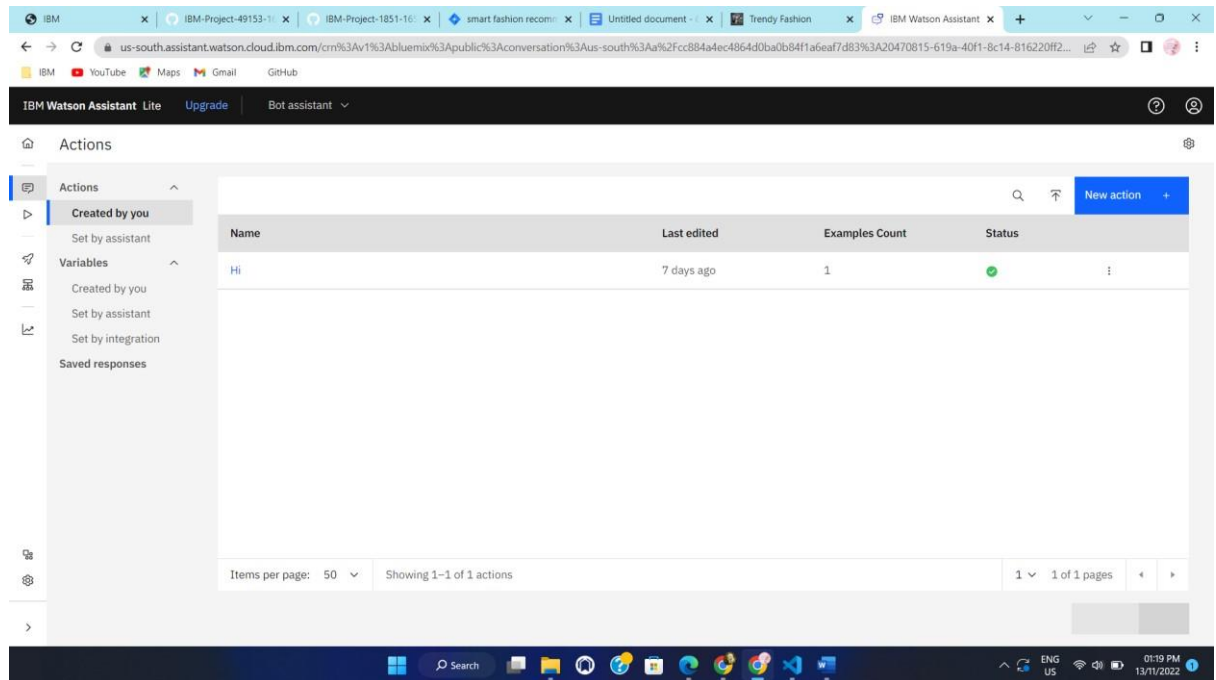 IBM IBM-Project-49153-1 IBM-Project-1851-16 smart fashion recomm Untitled document - Trendy Fashion IBM Watson Assistant
us-south.assistant.watson.cloud.ibm.com/crn%3Av1%3Abluemix%3Apublic%3Aconversation%3Aus-south%3Aa%2Fcc884a4ec4864d0ba0b84f1a6eaf7d83%3A20470815-619a-40f1-8c14-816220ff2...
IBM YouTube Maps Gmail GitHub
IBM Watson Assistant Lite Upgrade Bot assistant
Actions
Actions
Created by you
Set by assistant
Variables
Created by you
Set by assistant
Set by integration
Saved responses
New action +
Name Last edited Examples Count Status
Hi 7 days ago 1
Items per page: 50 Showing 1–1 of 1 actions 1 1 of 1 pages
Search
ENG
US
01:19 PM
13/11/2022
1